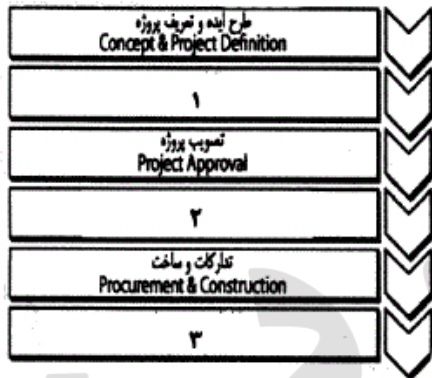 طرح ایده و تعریف پروژه
Concept & Project Definition
۱
تصویب پروژه
Project Approval
۲
تدارکات و ساخت
Procurement & Construction
۳